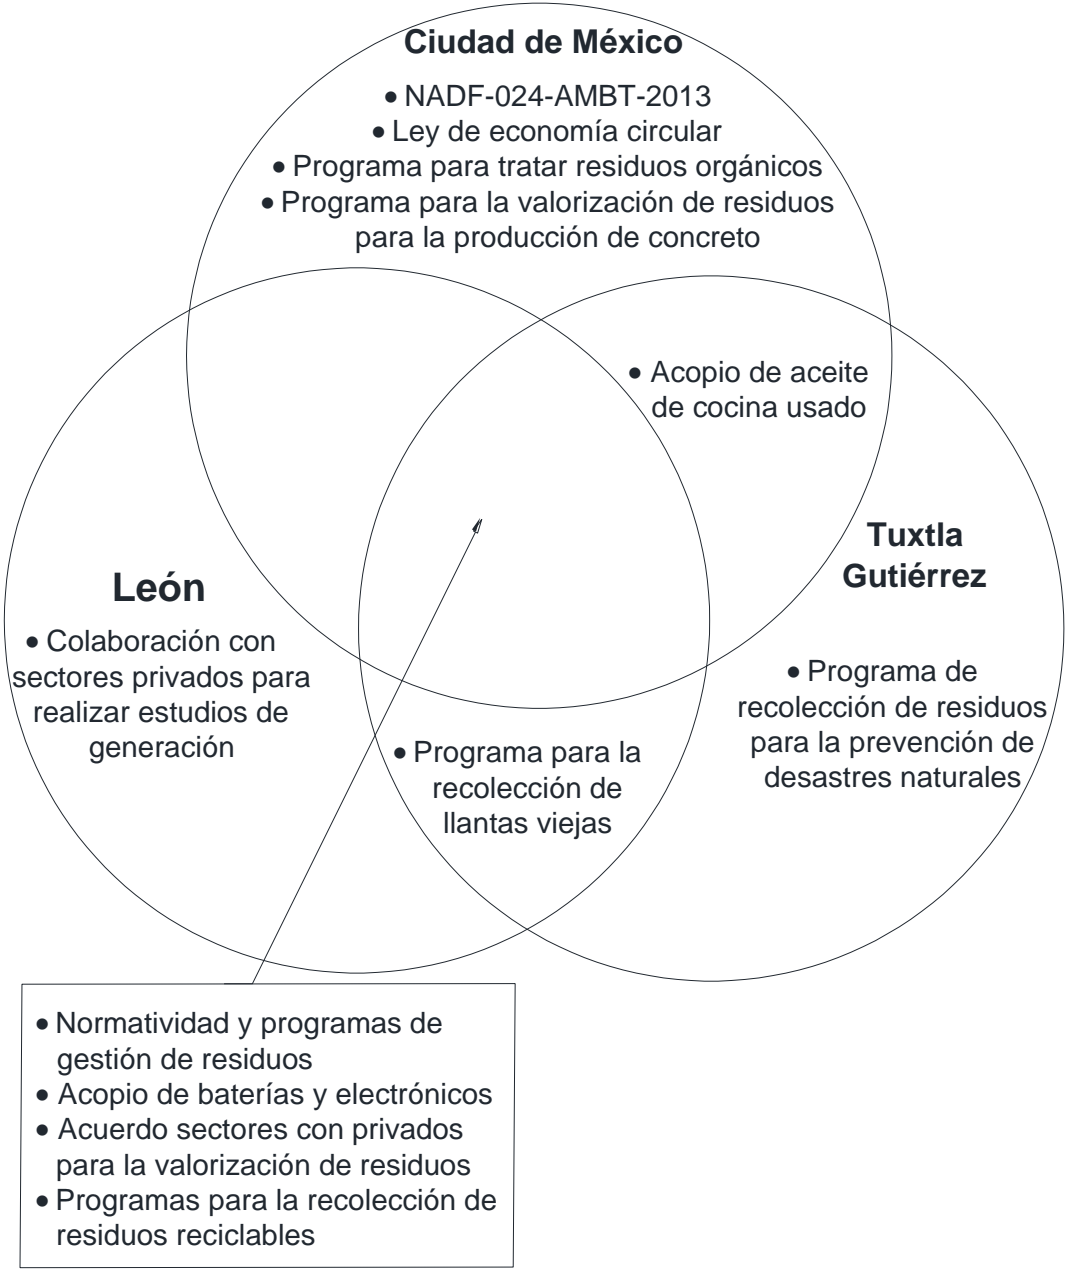 Ciudad de México
• NADF-024-AMBT-2013
• Ley de economía circular
• Programa para tratar residuos orgánicos
• Programa para la valorización de residuos
para la producción de concreto
• Acopio de aceite
de cocina usado
Tuxtla
Gutiérrez
• Programa de
recolección de residuos
para la prevención de
desastres naturales
León
• Colaboración con
sectores privados para
realizar estudios de
generación
• Programa para la
recolección de
llantas viejas
• Normatividad y programas de
gestión de residuos
• Acopio de baterías y electrónicos
• Acuerdo sectores con privados
para la valorización de residuos
• Programas para la recolección de
residuos reciclables